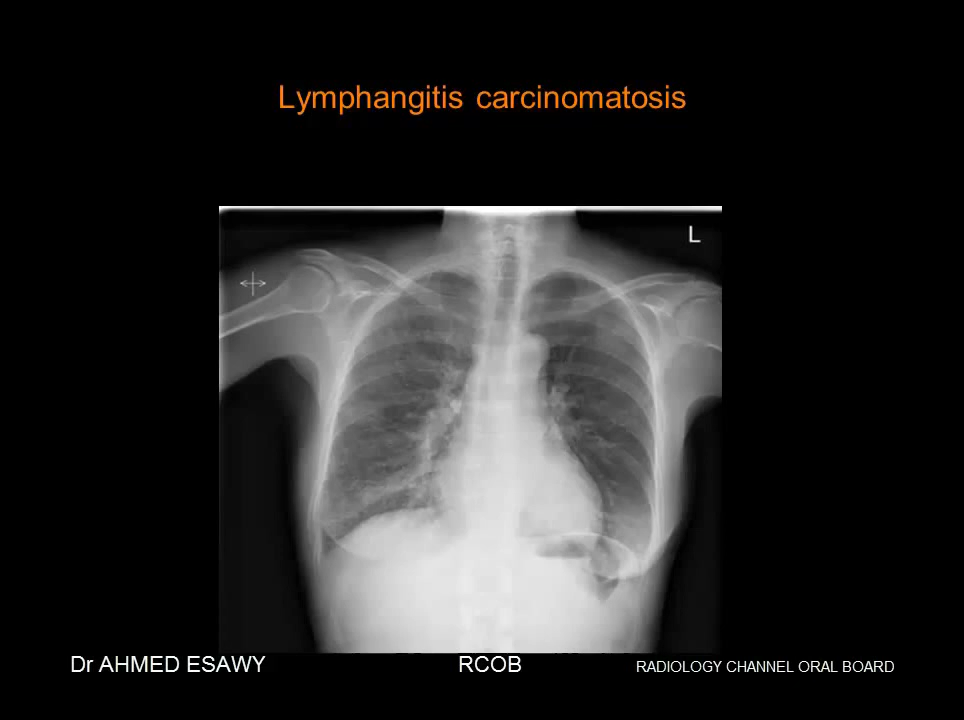 Lymphangitis carcinomatosis
L
Dr AHMED ESAWY RCOB RADIOLOGY CHANNEL ORAL BOARD